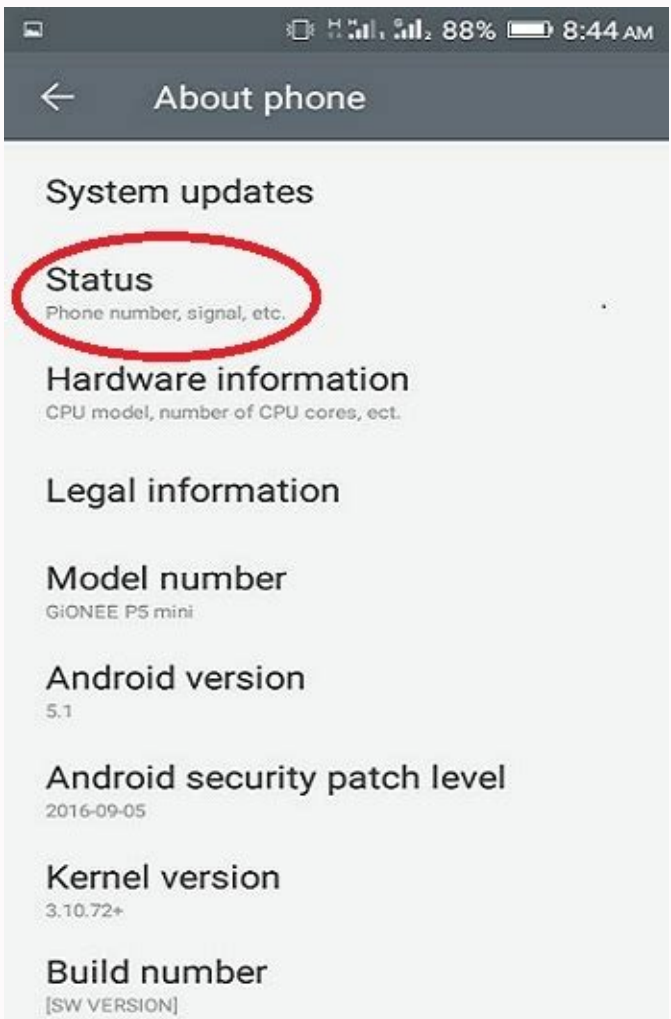 88% 8:44 AM
About phone
System updates
Status
Phone number, signal, etc.
Hardware information
CPU model, number of CPU cores, ect.
Legal information
Model number
GiONEE P5 mini
Android version
5.1
Android security patch level
2016-09-05
Kernel version
3.10.72+
Build number
[SW VERSION]